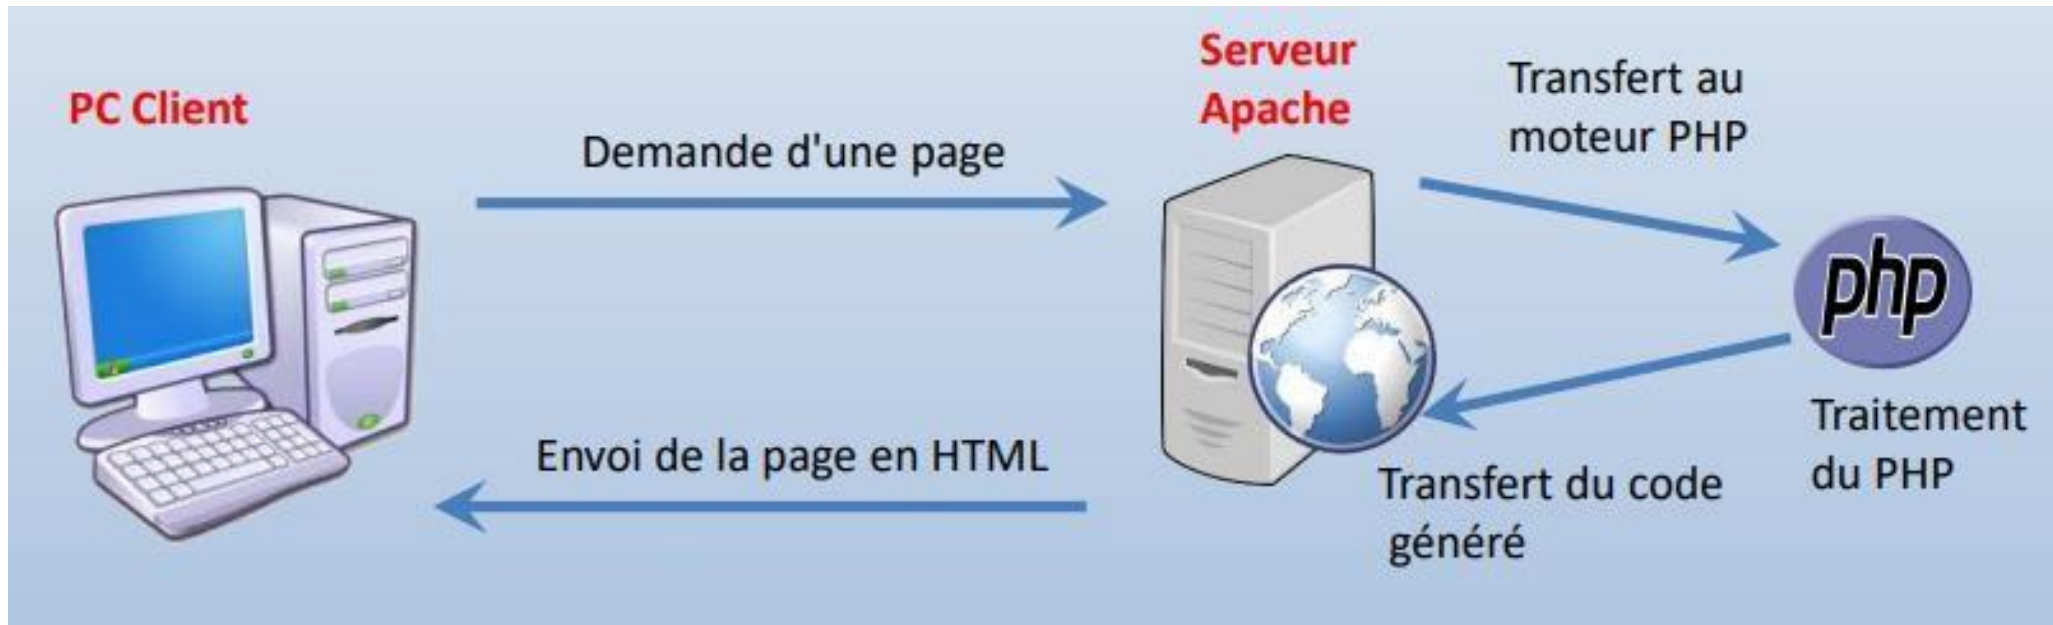 PC Client
Demande d'une page
Serveur
Apache
Transfert au
moteur PHP
php
Traitement
du PHP
Transfert du code
généré
Envoi de la page en HTML